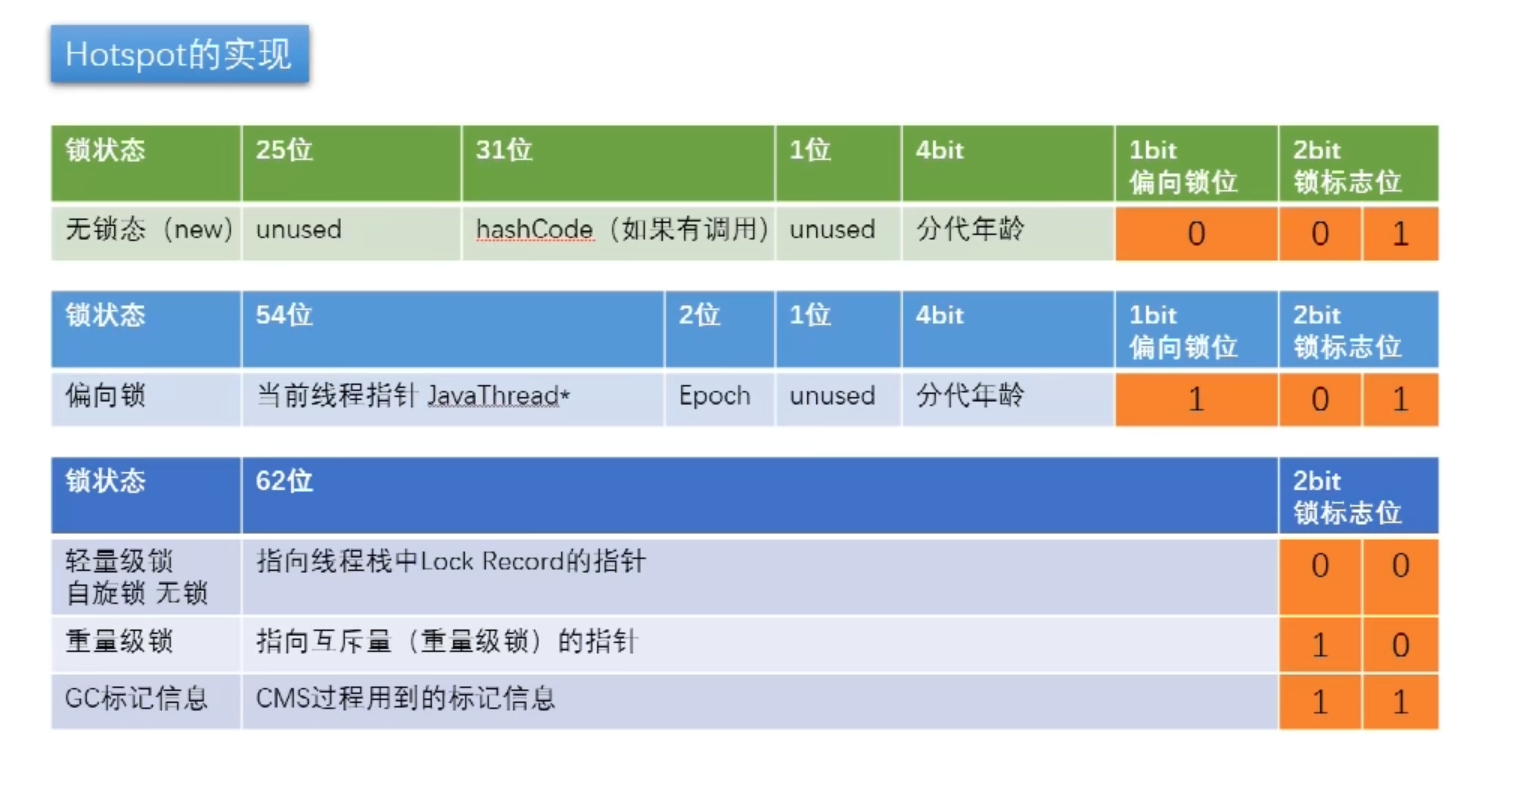 Hotspot的实现
锁状态 25位 31位 1位 4bit 1bit 2bit
偏向锁位 锁标志位
无锁态（new） unused hashCode（如果有调用） unused 分代年龄 0 0 1
锁状态 54位 2位 1位 4bit 1bit 2bit
偏向锁位 锁标志位
偏向锁 当前线程指针 JavaThread* Epoch unused 分代年龄 1 0 1
锁状态 62位 2bit
锁标志位
轻量级锁 指向线程栈中Lock Record的指针 0 0
自旋锁 无锁
重量级锁 指向互斥量（重量级锁）的指针 1 0
GC标记信息 CMS过程用到的标记信息 1 1